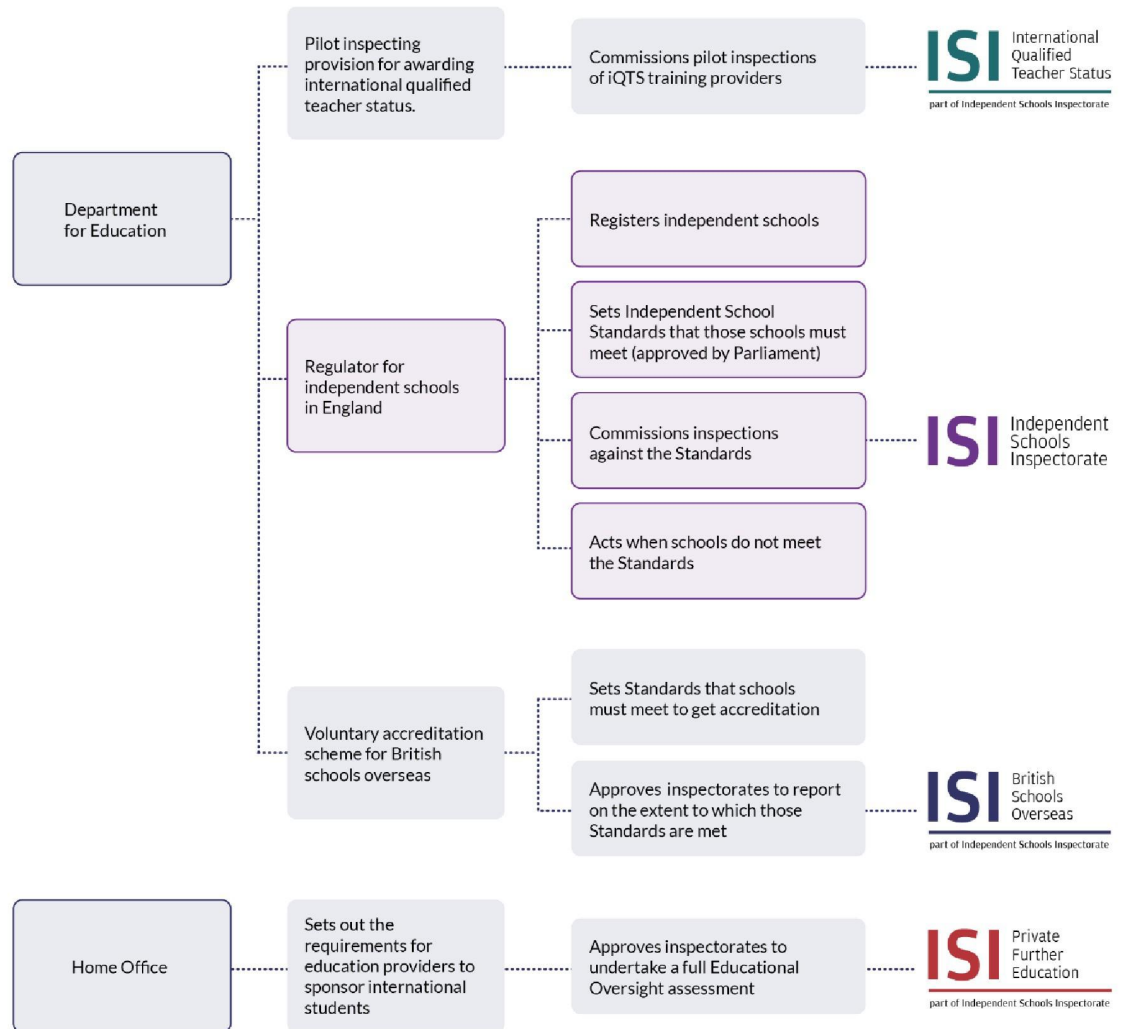 Pilot inspecting
provision for awarding
international qualified
teacher status.
Commissions pilot inspections
of iQTS training providers
ISI International
Qualified
Teacher Status
part of Independent Schools Inspectorate
Department
for Education
Registers independent schools
Sets Independent School
Standards that those schools must
meet (approved by Parliament)
Regulator for
independent schools
in England
Commissions inspections
against the Standards
ISI Independent
Schools
Inspectorate
Acts when schools do not meet
the Standards
Sets Standards that schools
must meet to get accreditation
Voluntary accreditation
scheme for British
schools overseas
Approves inspectorates to report
on the extent to which those
Standards are met
ISI British
Schools
Overseas
part of Independent Schools Inspectorate
Home Office
Sets out the
requirements for
education providers to
sponsor international
students
Approves inspectorates to
undertake a full Educational
Oversight assessment
ISI Private
Further
Education
part of Independent Schools Inspectorate